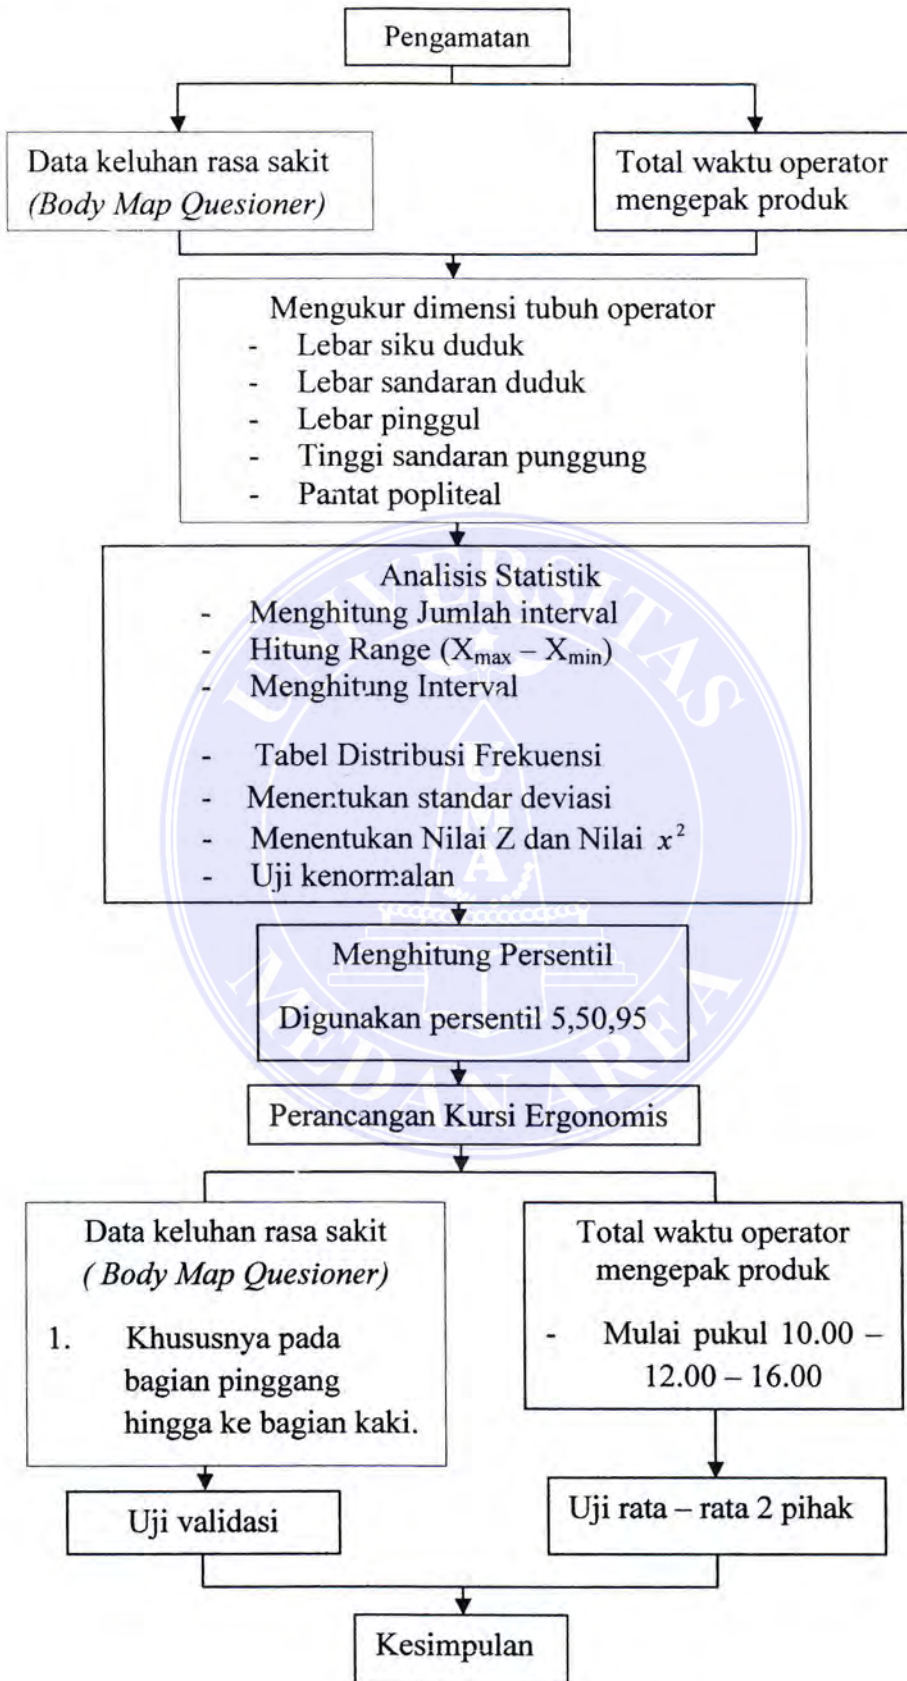 Pengamatan
Data keluhan rasa sakit
(Body Map Quesioner)
Total waktu operator
mengepak produk
Mengukur dimensi tubuh operator
- Lebar siku duduk
- Lebar sandaran duduk
- Lebar pinggul
- Tinggi sandaran punggung
- Pantat popliteal
Analisis Statistik
- Menghitung Jumlah interval
- Hitung Range (Xmax – Xmin)
- Menghitung Interval
- Tabel Distribusi Frekuensi
- Menentukan standar deviasi
- Menentukan Nilai Z dan Nilai x²
- Uji kenormalan
Menghitung Persentil
Digunakan persentil 5,50,95
Perancangan Kursi Ergonomis
Data keluhan rasa sakit
( Body Map Quesioner)
1. Khususnya pada
bagian pinggang
hingga ke bagian kaki.
Total waktu operator
mengepak produk
- Mulai pukul 10.00 –
12.00 – 16.00
Uji validasi
Uji rata – rata 2 pihak
Kesimpulan
UNIVERSITAS
UMA
MEDAN AREA